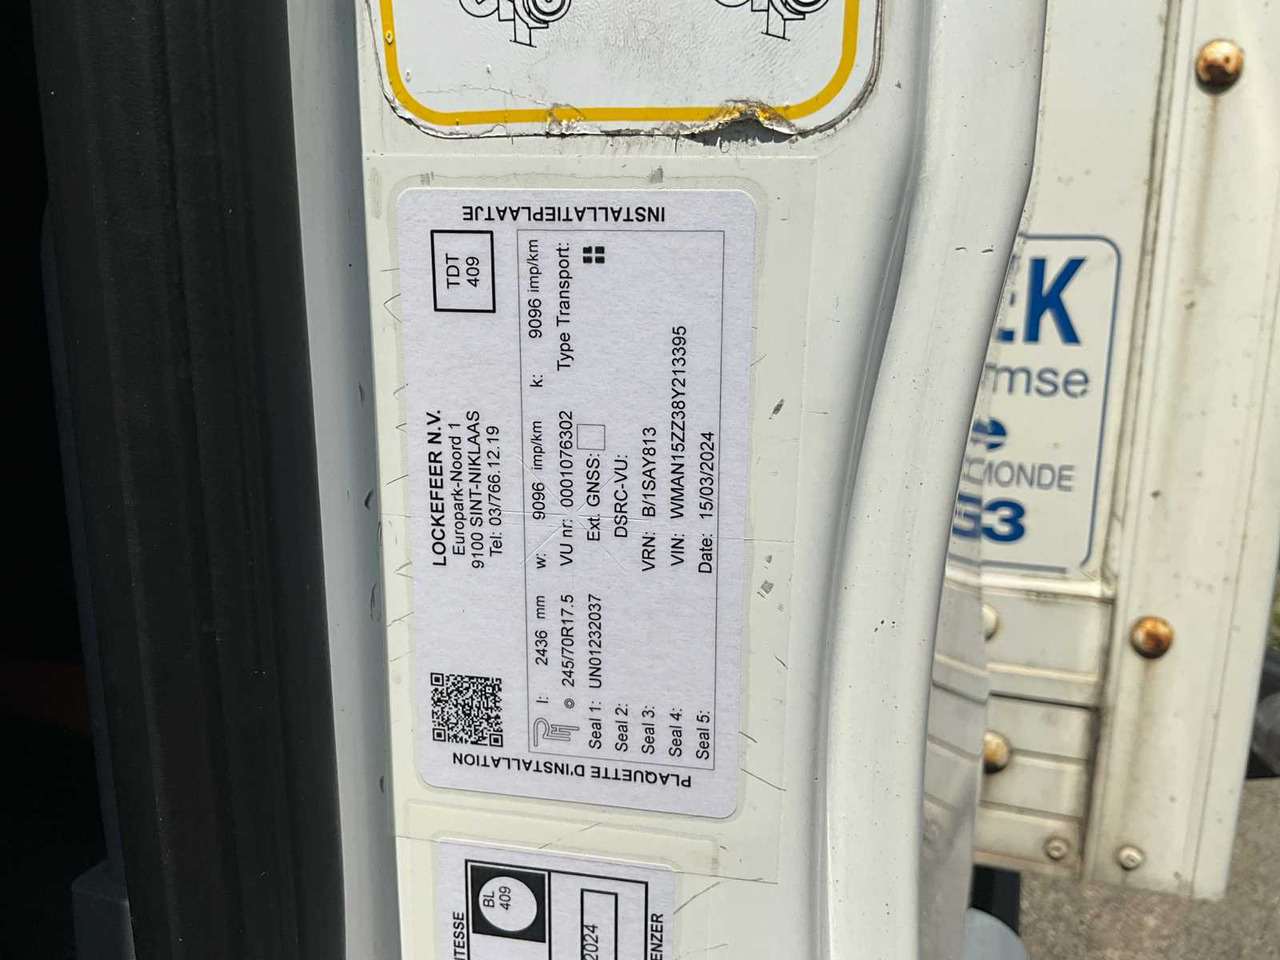 INSTALLATIEPLAATJE
TDT
409
LOCKEFEER N.V.
Europark-Noord 1
9100 SINT-NIKLAAS
Tel: 03/766.12.19
l: 2436 mm w: 9096 imp/km k: 9096 imp/km
245/70R17.5 VU nr: 0001076302 Type Transport:
Seal 1: UN01232037 Ext. GNSS:
Seal 2: DSRC-VU:
Seal 3: VRN: B/1SAY813
Seal 4: VIN: WMAN15ZZ38Y213395
Seal 5: Date: 15/03/2024
PLAQUETTE D'INSTALLATION
BL
409
ITESSE
2024
ENZER
EK
mse
MONDE
G3